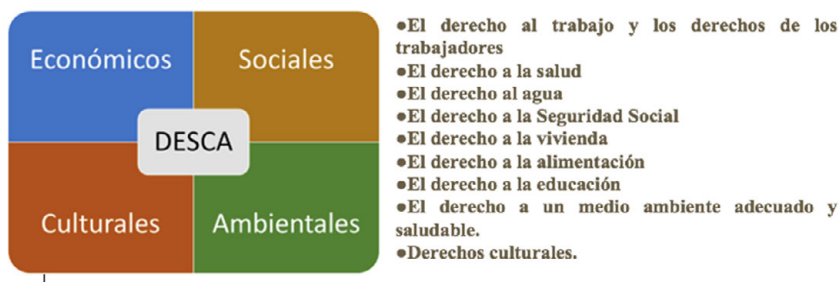 Económicos
Sociales
DESCA
Culturales
Ambientales
●El derecho al trabajo y los derechos de los
trabajadores
●El derecho a la salud
●El derecho al agua
●El derecho a la Seguridad Social
●El derecho a la vivienda
●El derecho a la alimentación
●El derecho a la educación
●El derecho a un medio ambiente adecuado y
saludable.
●Derechos culturales.